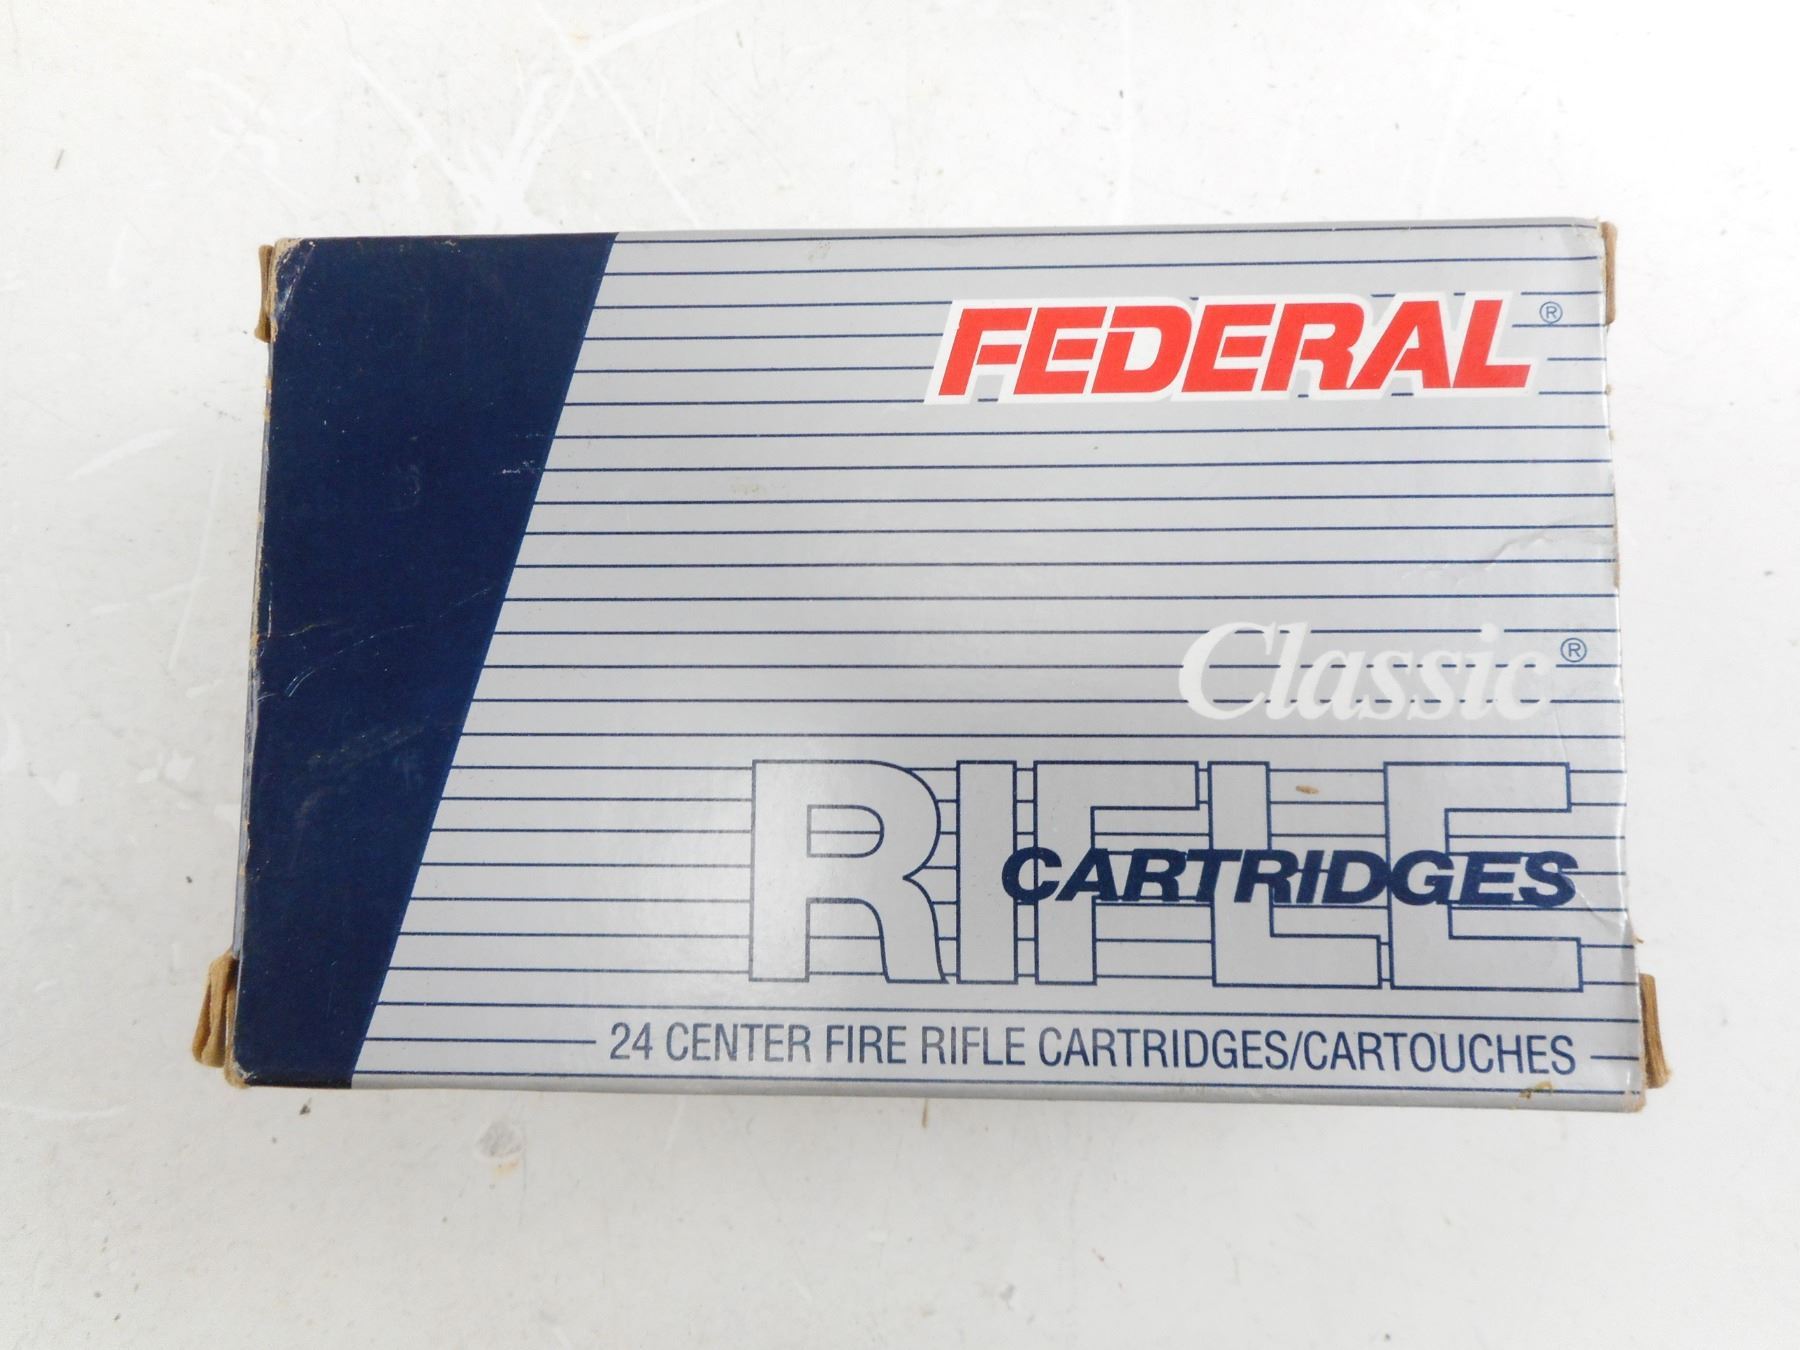 FEDERAL®
Classic®
RIFLE
CARTRIDGES
24 CENTER FIRE RIFLE CARTRIDGES/CARTOUCHES